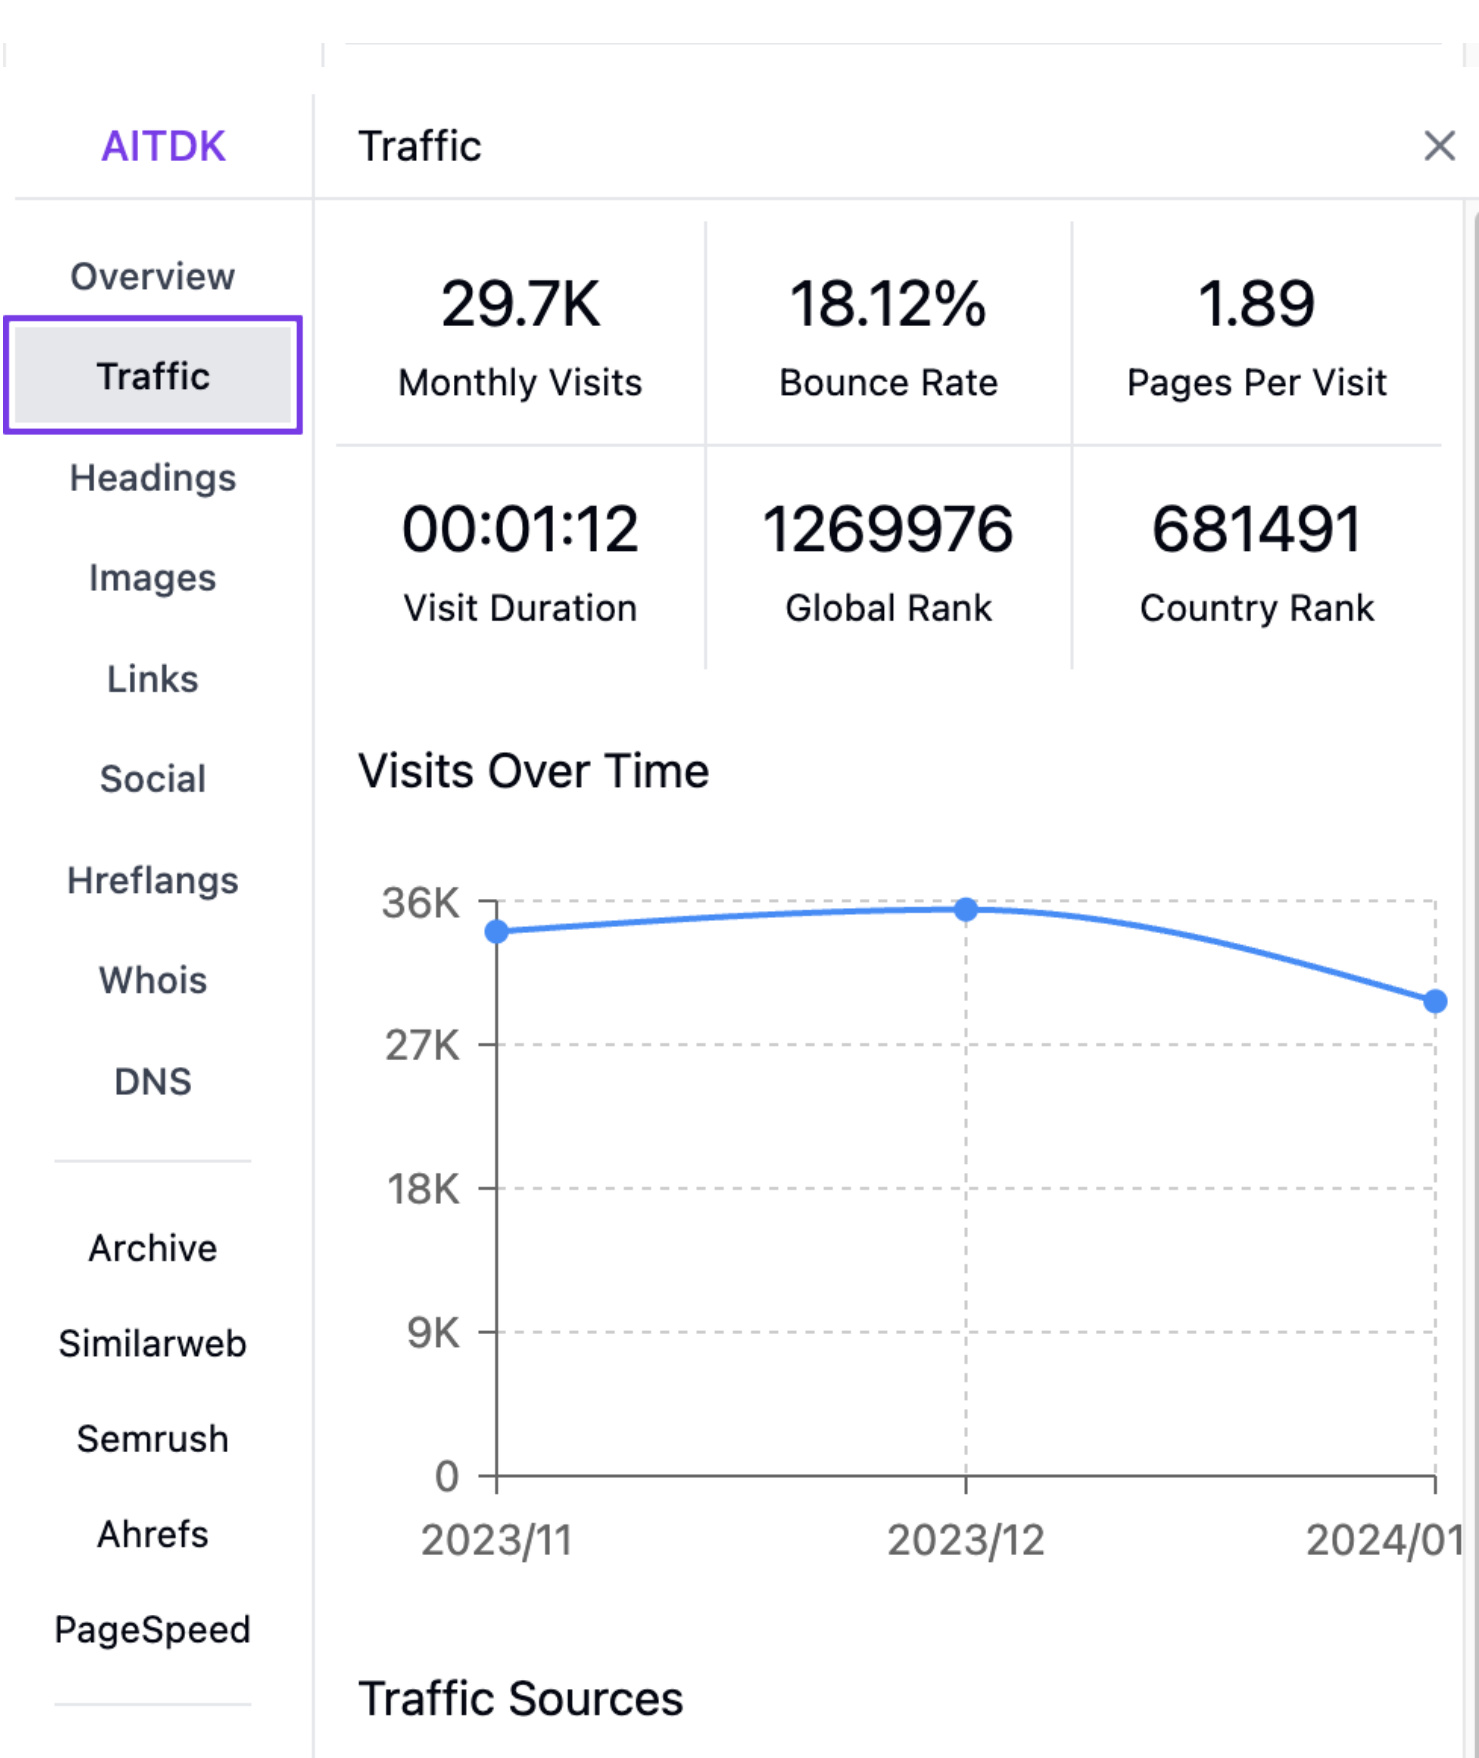 AITDK
Overview
Traffic
Headings
Images
Links
Social
Hreflangs
Whois
DNS
Archive
Similarweb
Semrush
Ahrefs
PageSpeed
Traffic
29.7K
Monthly Visits
18.12%
Bounce Rate
1.89
Pages Per Visit
00:01:12
Visit Duration
1269976
Global Rank
681491
Country Rank
Visits Over Time
36K
27K
18K
9K
0
2023/11
2023/12
2024/01
Traffic Sources